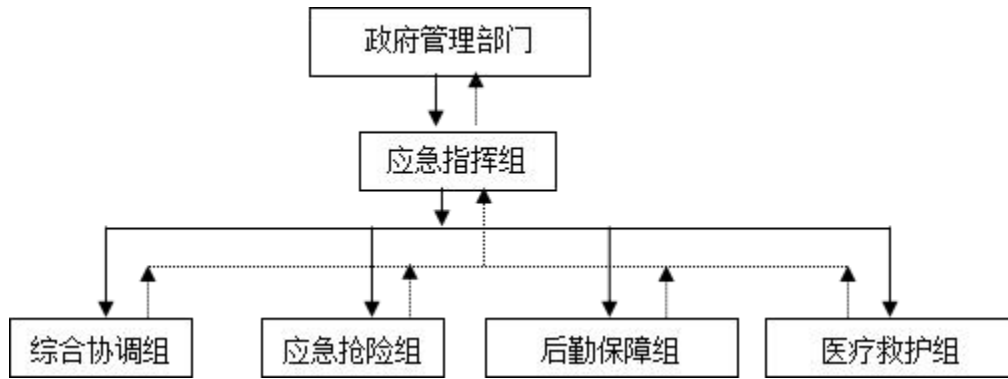 政府管理部门
应急指挥组
综合协调组
应急抢险组
后勤保障组
医疗救护组